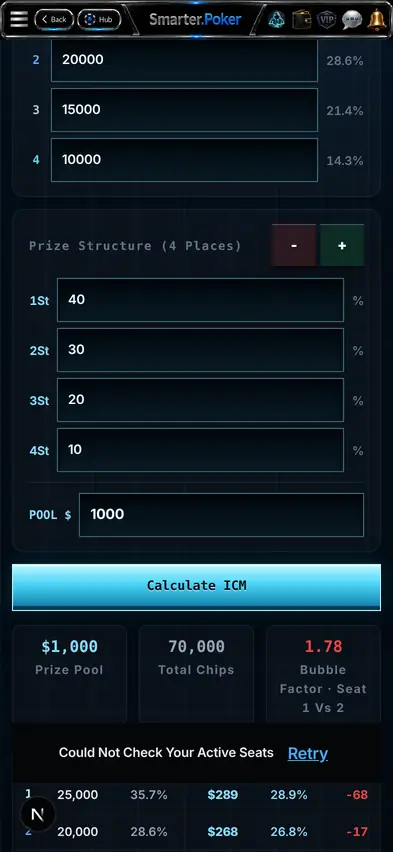 Back
Hub
Smarter.Poker
VIP
2 20000 28.6%
3 15000 21.4%
4 10000 14.3%
Prize Structure (4 Places) - +
1St 40 %
2St 30 %
3St 20 %
4St 10 %
POOL $ 1000
Calculate ICM
$1,000
Prize Pool
70,000
Total Chips
1.78
Bubble
Factor · Seat
1 Vs 2
Could Not Check Your Active Seats Retry
1 25,000 35.7% $289 28.9% -68
N
2 20,000 28.6% $268 26.8% -17